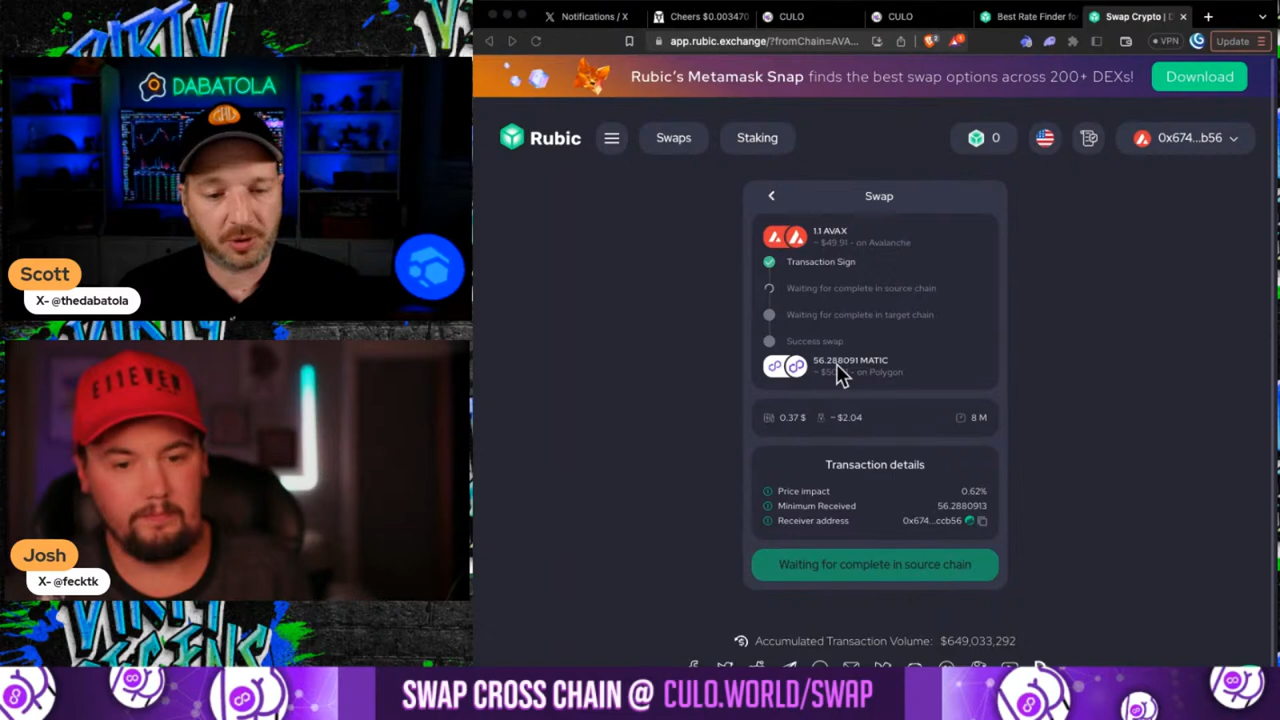 DABATOLA
Scott
X- @thedabatola
E11EVEN
Josh
X- @fecktk
Notifications / X
Cheers $0.003470
CULO
CULO
Best Rate Finder fo
Swap Crypto | D
app.rubic.exchange/?fromChain=AVA...
VPN
Update
Rubic's Metamask Snap finds the best swap options across 200+ DEXs!
Download
Rubic
Swaps
Staking
0
0x674...b56
Swap
1.1 AVAX
~ $49.91 - on Avalanche
Transaction Sign
Waiting for complete in source chain
Waiting for complete in target chain
Success swap
56.288091 MATIC
on Polygon
0.37 $
~ $2.04
8 M
Transaction details
Price impact
0.62%
Minimum Received
56.2880913
Receiver address
0x674...ccb56
Waiting for complete in source chain
Accumulated Transaction Volume: $649,033,292
SWAP CROSS CHAIN @ CULO.WORLD/SWAP